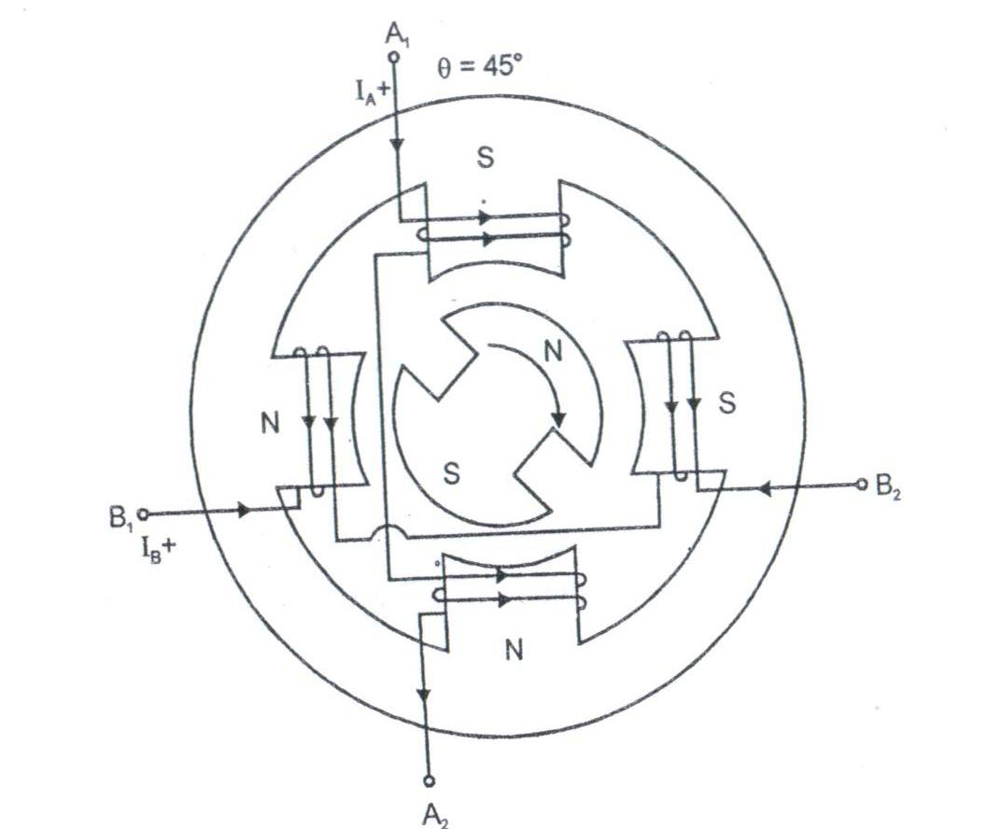 A₁
θ = 45°
I_A+
S
N
N
S
S
B₁
I_B+
B₂
N
A₂